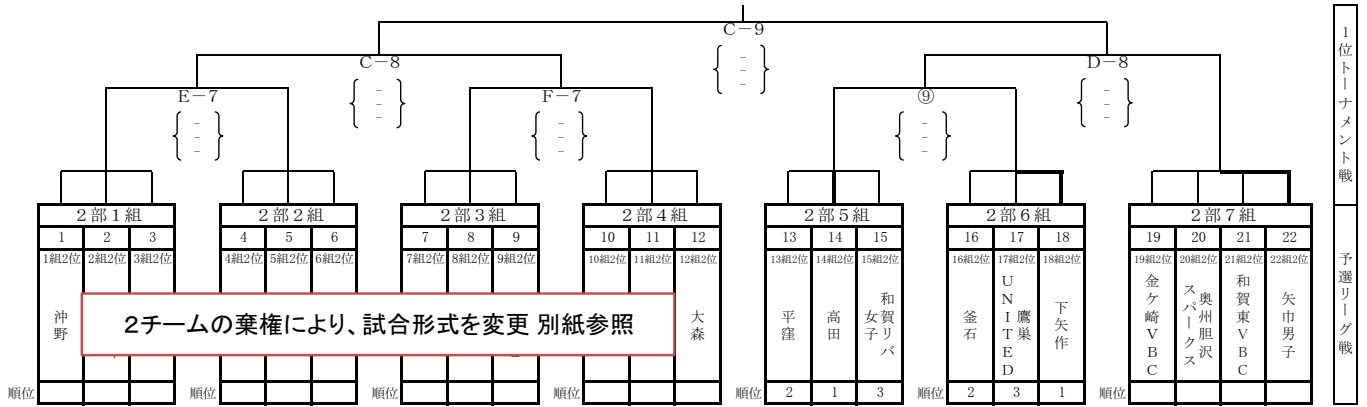 C－9
C－8
D－8
E－7
F－7
⑨
1位トーナメント戦
2部1組
2部2組
2部3組
2部4組
2部5組
2部6組
2部7組
1 2 3 4 5 6 7 8 9 10 11 12 13 14 15 16 17 18 19 20 21 22
1組2位 2組2位 3組2位 4組2位 5組2位 6組2位 7組2位 8組2位 9組2位 10組2位 11組2位 12組2位 13組2位 14組2位 15組2位 16組2位 17組2位 18組2位 19組2位 20組2位 21組2位 22組2位
予選リーグ戦
沖野
2チームの棄権により、試合形式を変更 別紙参照
大森
平窪
高田
和賀リバ
女子
釜石
鷹巣
UNITED
下矢作
金ケ崎VBC
奥州胆沢
スパークス
和賀東VBC
矢巾男子
順位 順位 順位 順位 順位 2 1 3 順位 2 3 1 順位